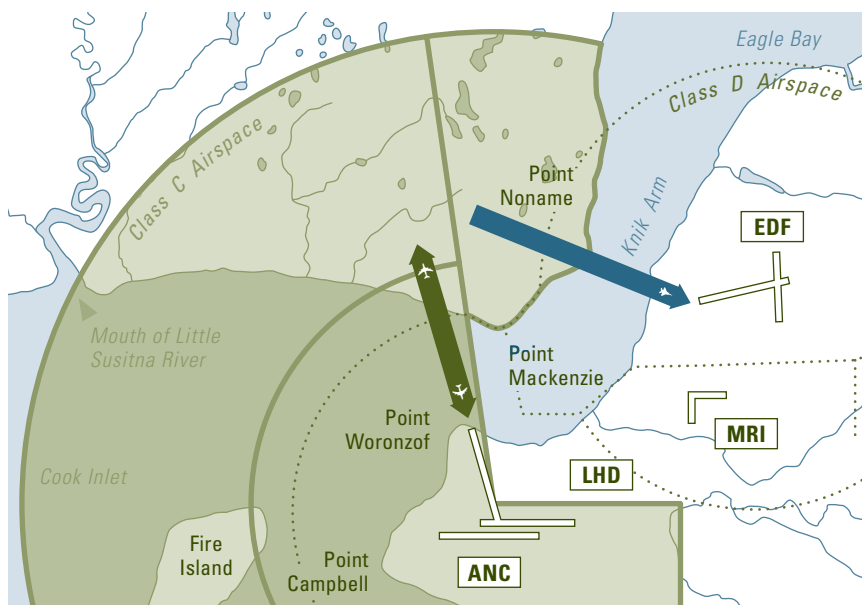 Eagle Bay
Class D Airspace
Class C Airspace
Point
Noname
Knik Arm
EDF
Mouth of Little
Susitna River
Point
Mackenzie
Point
Woronzof
MRI
Cook Inlet
LHD
Fire
Island
Point
Campbell
ANC